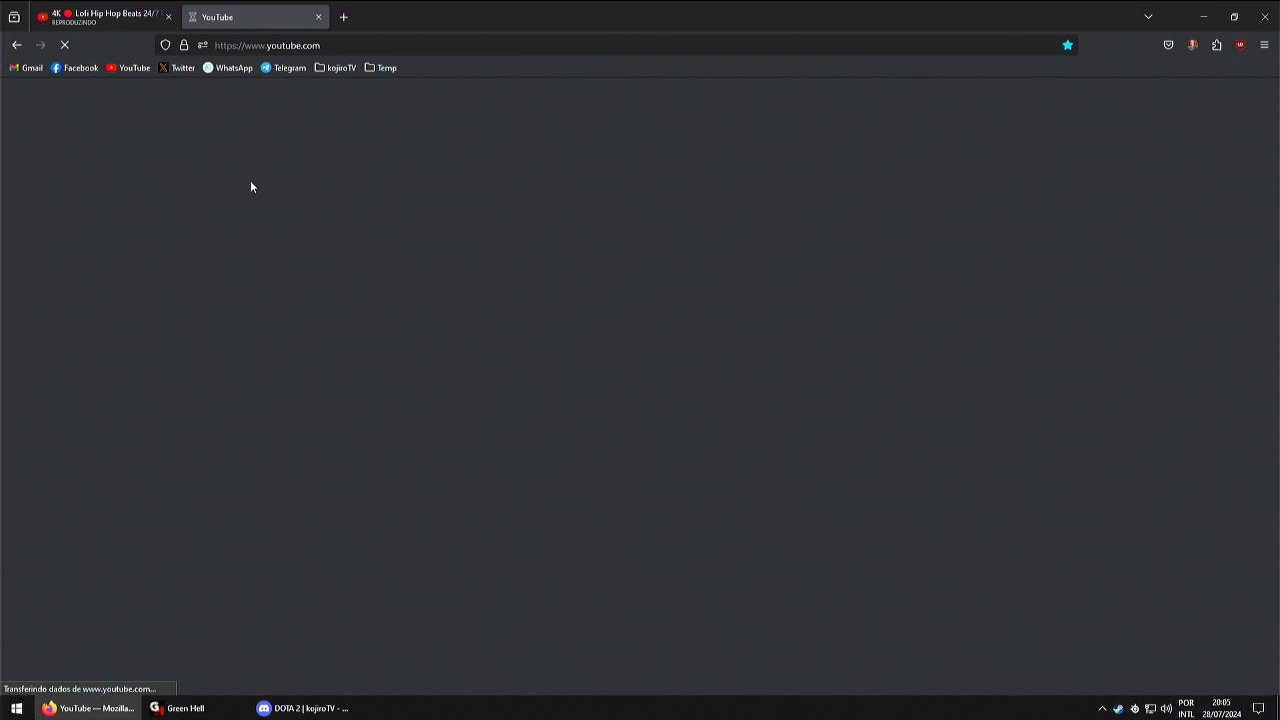 4K 🔴 Lofi Hip Hop Beats 24/7
REPRODUZINDO
YouTube
https://www.youtube.com
Gmail Facebook YouTube Twitter WhatsApp Telegram kojiroTV Temp
Transferindo dados de www.youtube.com...
YouTube — Mozilla... Green Hell DOTA 2 | kojiroTV - ...
POR
INTL
20:05
28/07/2024